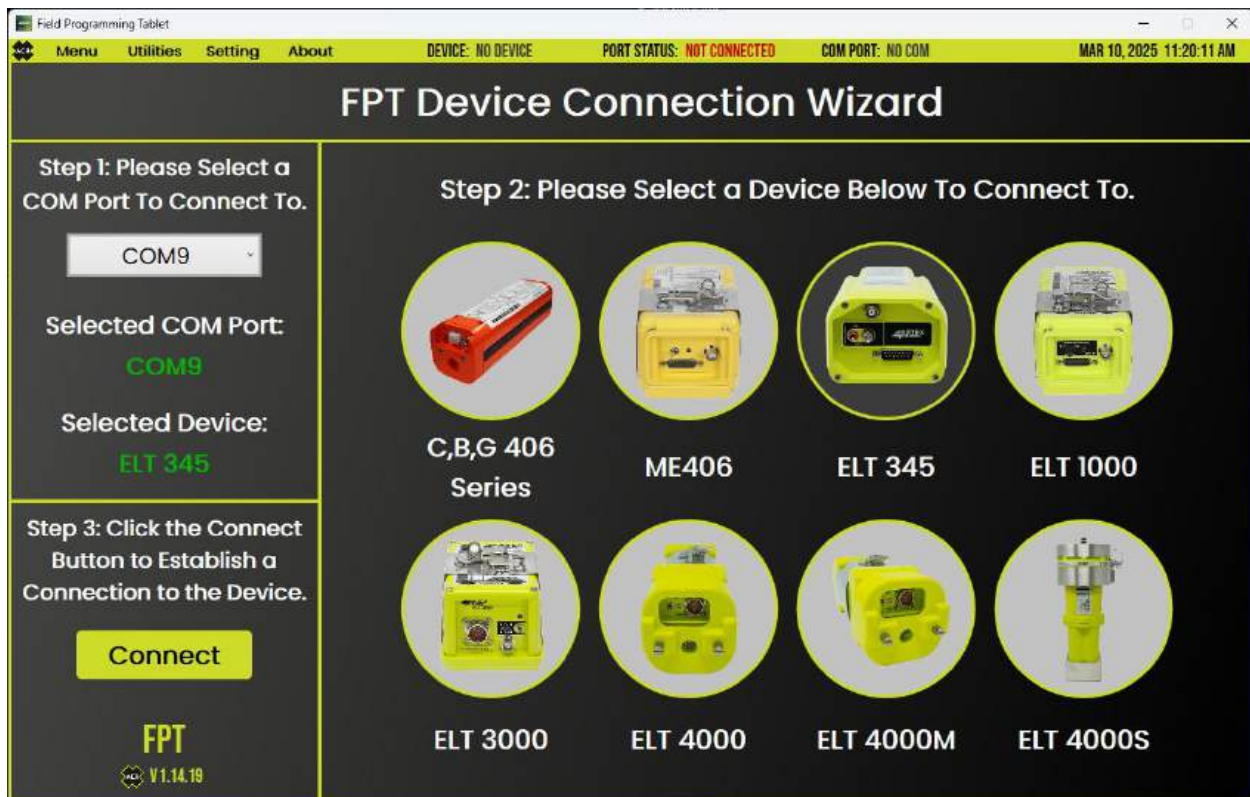 Field Programming Tablet
Menu Utilities Setting About DEVICE: NO DEVICE PORT STATUS: NOT CONNECTED COM PORT: NO COM MAR 10, 2025 11:20:11 AM
FPT Device Connection Wizard
Step 1: Please Select a
COM Port To Connect To.
COM9
Selected COM Port:
COM9
Selected Device:
ELT 345
Step 3: Click the Connect
Button to Establish a
Connection to the Device.
Connect
FPT
ACR V 1.14.19
Step 2: Please Select a Device Below To Connect To.
C,B,G 406
Series
ME406
ELT 345
ELT 1000
ELT 3000
ELT 4000
ELT 4000M
ELT 4000S